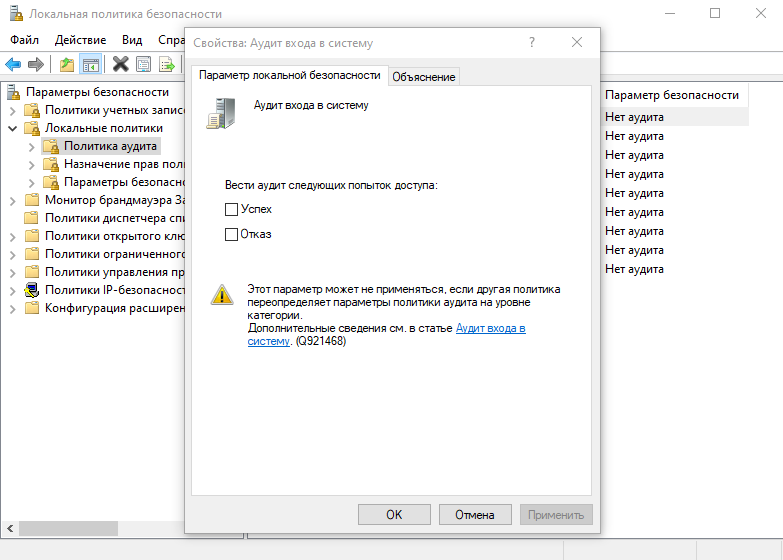 Локальная политика безопасности
Файл Действие Вид Спра
Параметры безопасности
Политики учетных записе
Локальные политики
Политика аудита
Назначение прав пол
Параметры безопасно
Монитор брандмауэра За
Политики диспетчера спи
Политики открытого клю
Политики ограниченного
Политики управления пр
Политики IP-безопасност
Конфигурация расширен
Свойства: Аудит входа в систему
?
Параметр локальной безопасности Объяснение
Аудит входа в систему
Вести аудит следующих попыток доступа:
Успех
Отказ
Этот параметр может не применяться, если другая политика
переопределяет параметры политики аудита на уровне
категории.
Дополнительные сведения см. в статье Аудит входа в
систему. (Q921468)
OK Отмена Применить
Параметр безопасности
Нет аудита
Нет аудита
Нет аудита
Нет аудита
Нет аудита
Нет аудита
Нет аудита
Нет аудита
Нет аудита